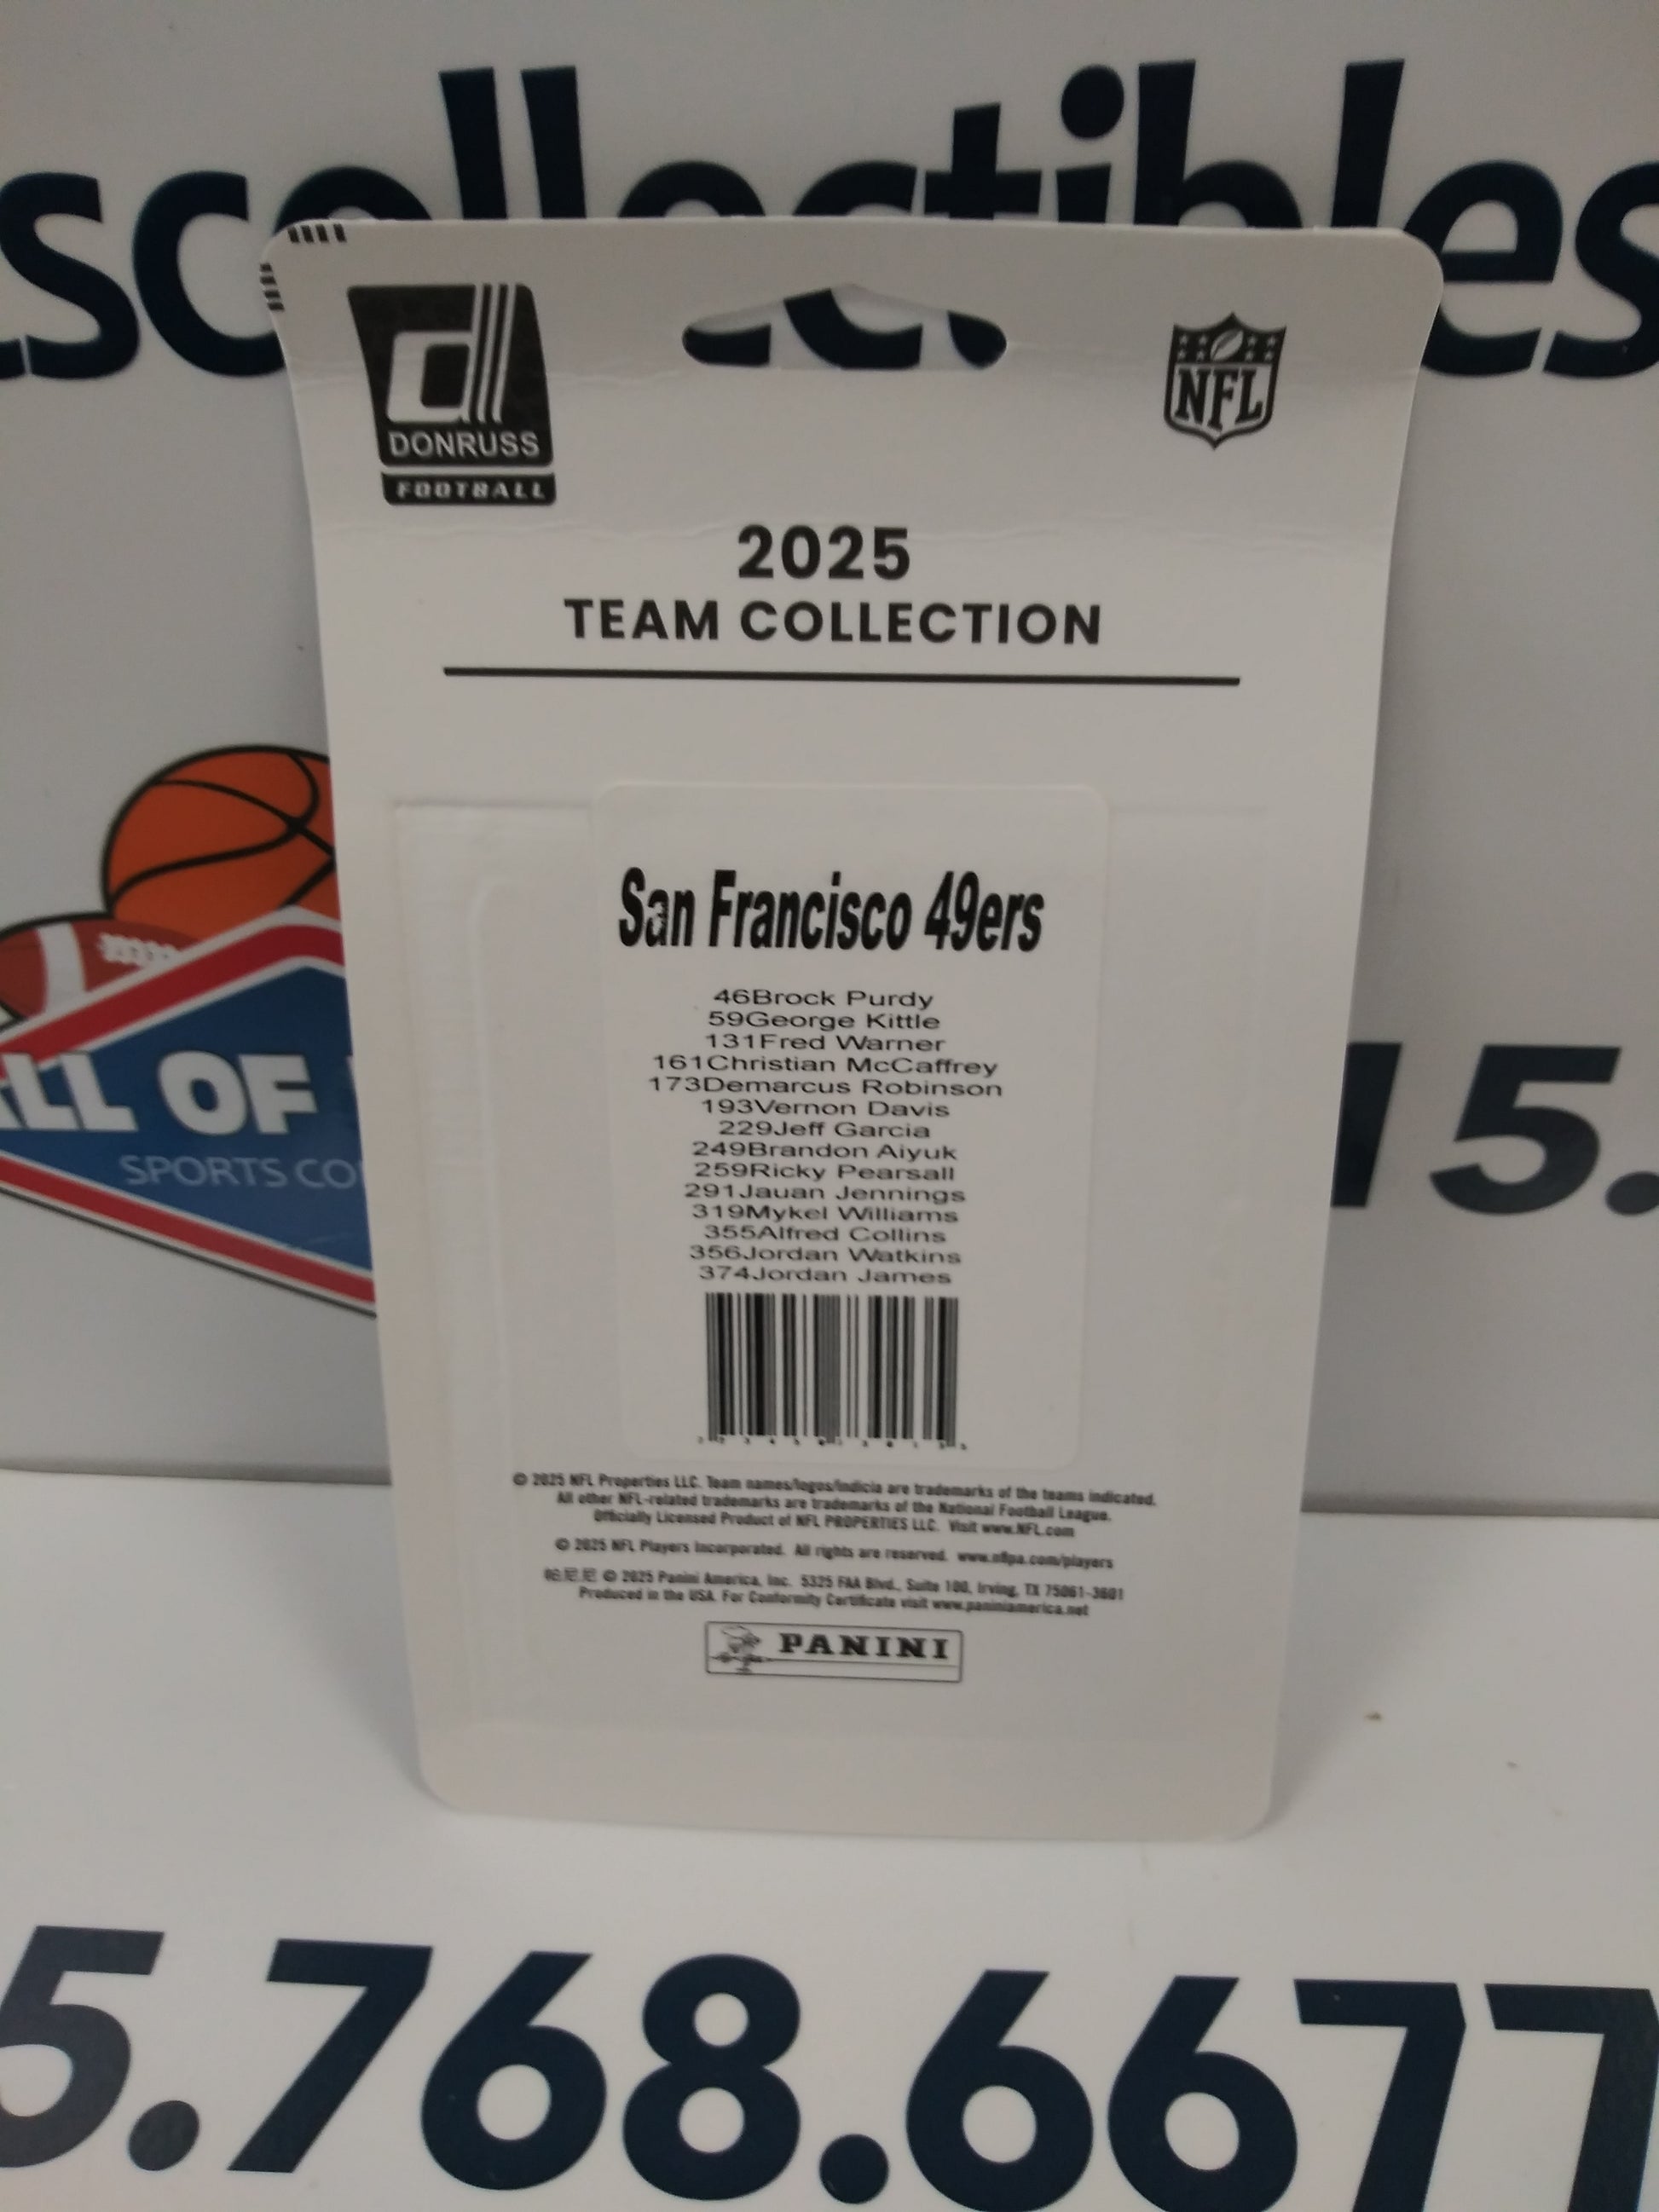 scollectibles
DONRUSS
FOOTBALL
NFL
2025
TEAM COLLECTION
San Francisco 49ers
46Brock Purdy
59George Kittle
131Fred Warner
161Christian McCaffrey
173Demarcus Robinson
193Vernon Davis
229Jeff Garcia
249Brandon Aiyuk
259Ricky Pearsall
291Jauan Jennings
319Mykel Williams
355Alfred Collins
356Jordan Watkins
374Jordan James
© 2025 NFL Properties LLC. Team names/logos/indicia are trademarks of the teams indicated.
All other NFL-related trademarks are trademarks of the National Football League.
Officially Licensed Product of NFL PROPERTIES LLC. Visit www.NFL.com
© 2025 NFL Players Incorporated. All rights are reserved. www.nflpa.com/players
© 2025 Panini America, Inc. 5325 FAA Blvd., Suite 100, Irving, TX 75061-3601
Produced in the USA. For Conformity Certificate visit www.paniniamerica.net
PANINI
LL OF
SPORTS CO
15.
5.768.6677